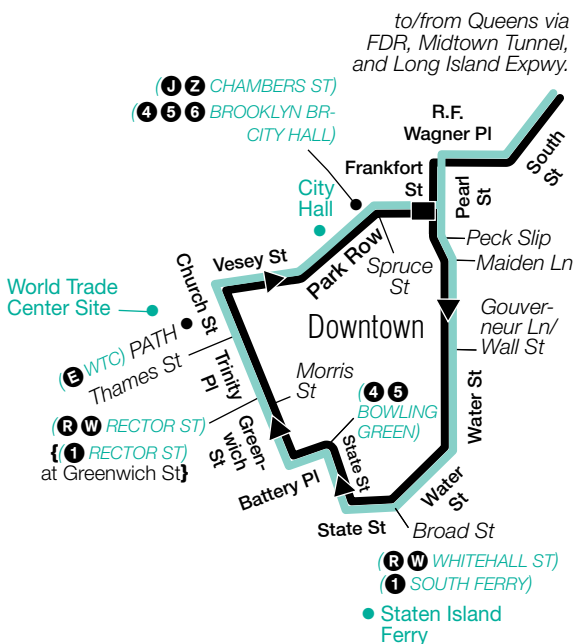 to/from Queens via
FDR, Midtown Tunnel,
and Long Island Expwy.
(J Z CHAMBERS ST)
(4 5 6 BROOKLYN BR-
CITY HALL)
R.F.
Wagner Pl
South
St
Frankfort
St
Pearl
St
City
Hall
Peck Slip
Maiden Ln
Vesey St
Park Row
Spruce
St
Church St
World Trade
Center Site
Downtown
Gouver-
neur Ln/
Wall St
(E WTC) PATH
Thames St
Trinity
Pl
Morris
St
(4 5
BOWLING
GREEN)
(R W RECTOR ST)
{(1 RECTOR ST)
at Greenwich St}
Green-
wich
St
State St
Water St
Battery Pl
Water
St
State St
Broad St
(R W WHITEHALL ST)
(1 SOUTH FERRY)
Staten Island
Ferry